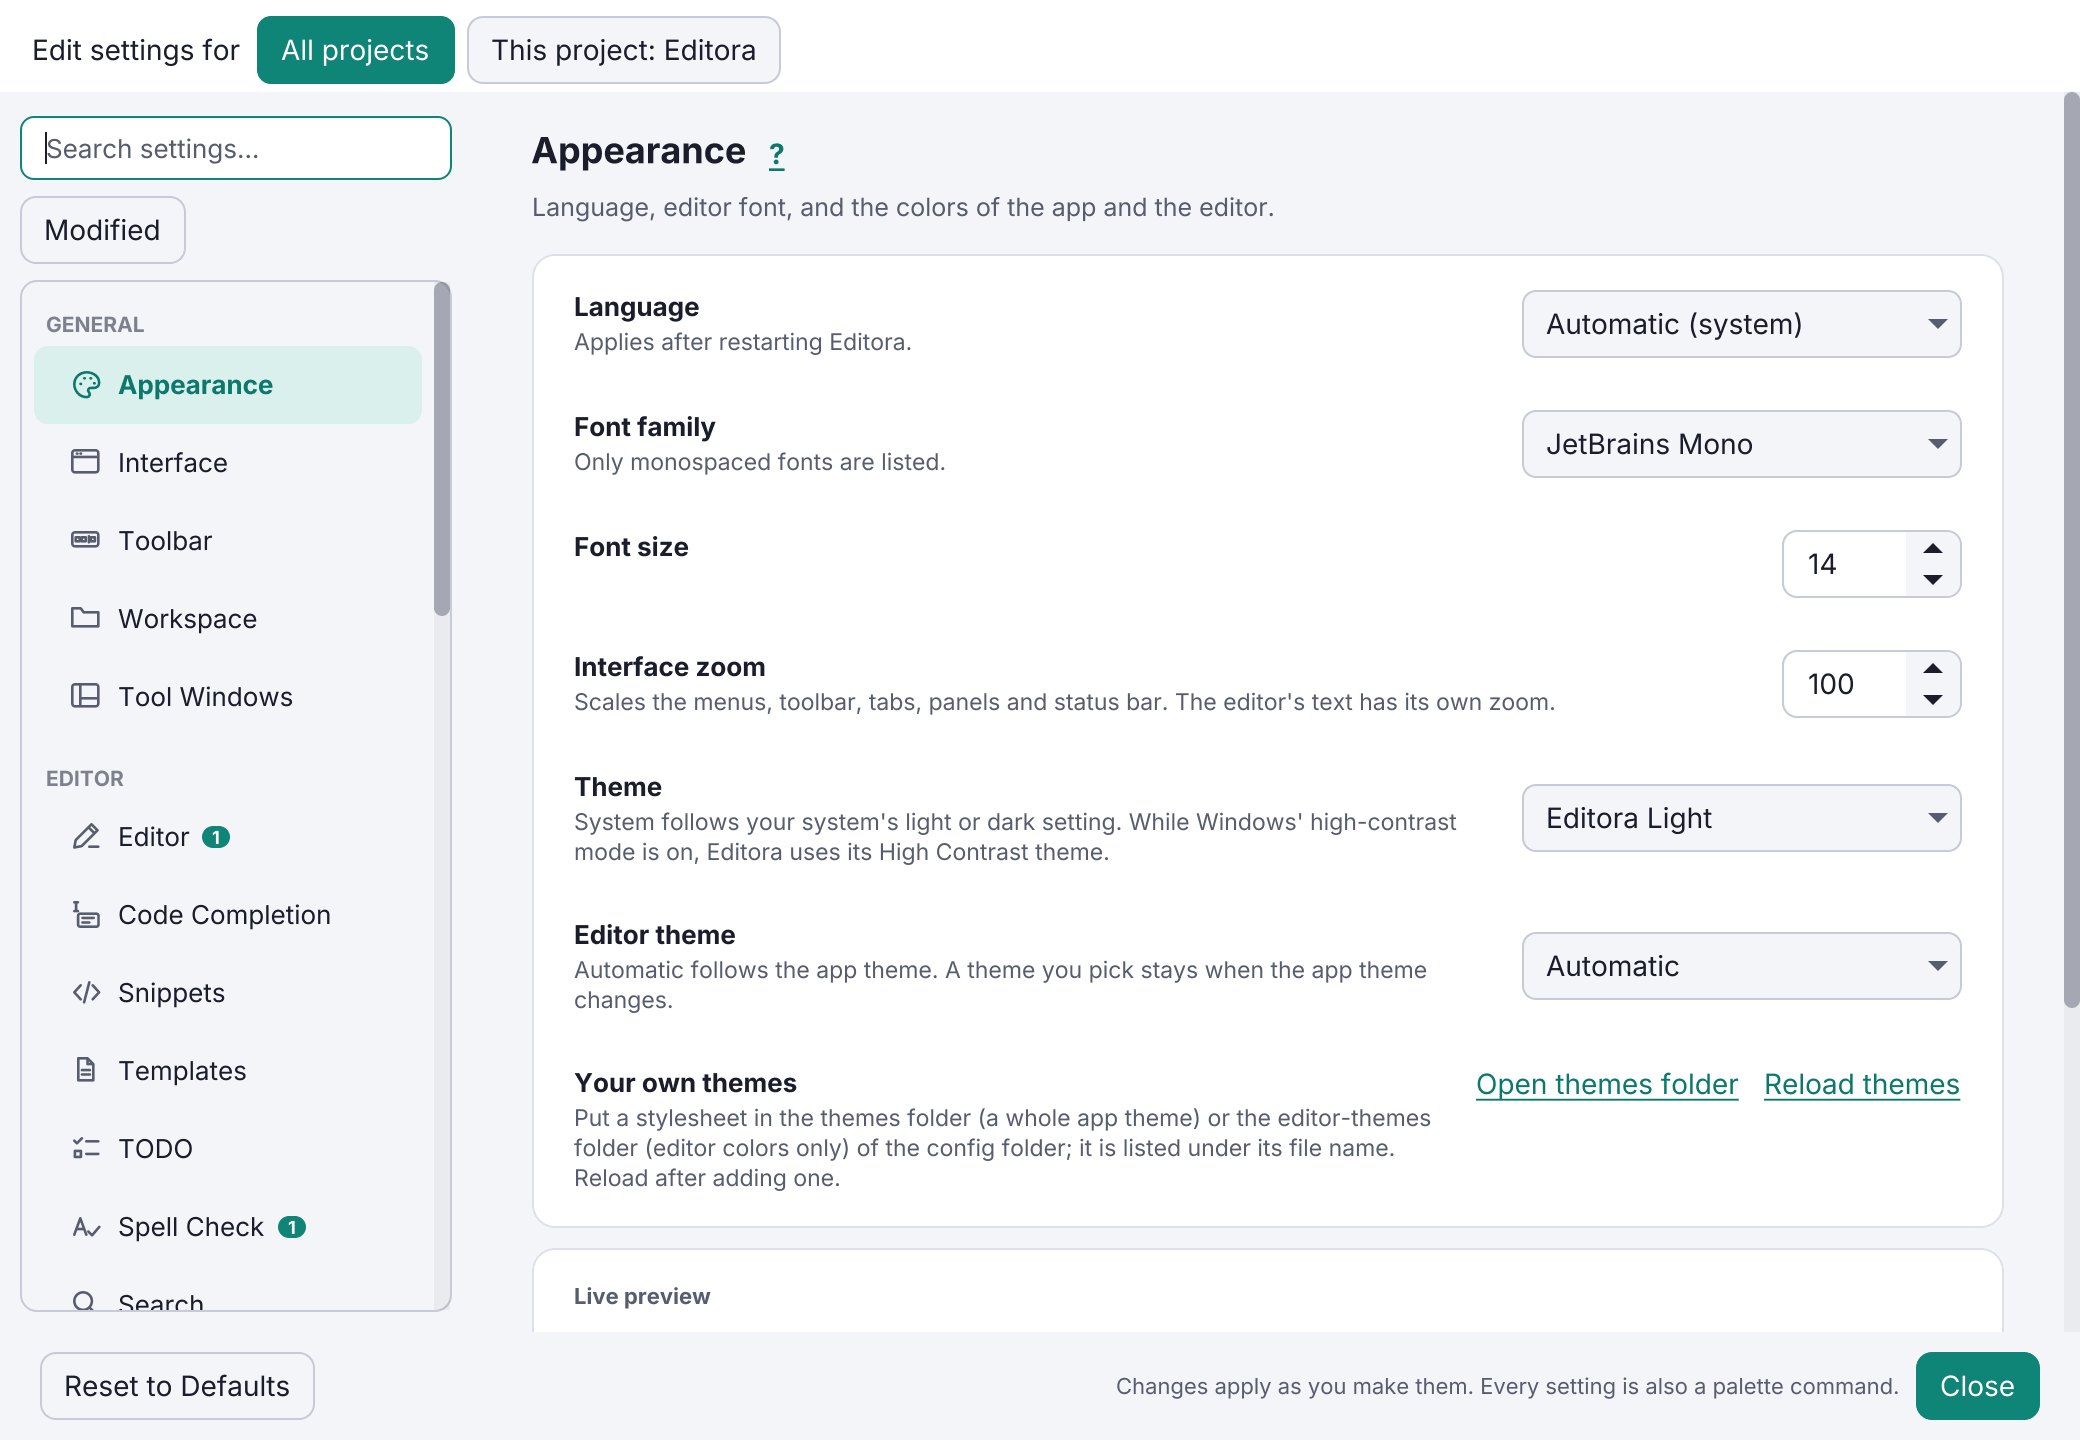 Edit settings for
All projects
This project: Editora
Search settings...
Modified
GENERAL
Appearance
Interface
Toolbar
Workspace
Tool Windows
EDITOR
Editor 1
Code Completion
Snippets
Templates
TODO
Spell Check 1
Search
Appearance ?
Language, editor font, and the colors of the app and the editor.
Language
Applies after restarting Editora.
Automatic (system)
Font family
Only monospaced fonts are listed.
JetBrains Mono
Font size
14
Interface zoom
Scales the menus, toolbar, tabs, panels and status bar. The editor's text has its own zoom.
100
Theme
System follows your system's light or dark setting. While Windows' high-contrast
mode is on, Editora uses its High Contrast theme.
Editora Light
Editor theme
Automatic follows the app theme. A theme you pick stays when the app theme
changes.
Automatic
Your own themes
Put a stylesheet in the themes folder (a whole app theme) or the editor-themes
folder (editor colors only) of the config folder; it is listed under its file name.
Reload after adding one.
Open themes folder
Reload themes
Live preview
Reset to Defaults
Changes apply as you make them. Every setting is also a palette command.
Close